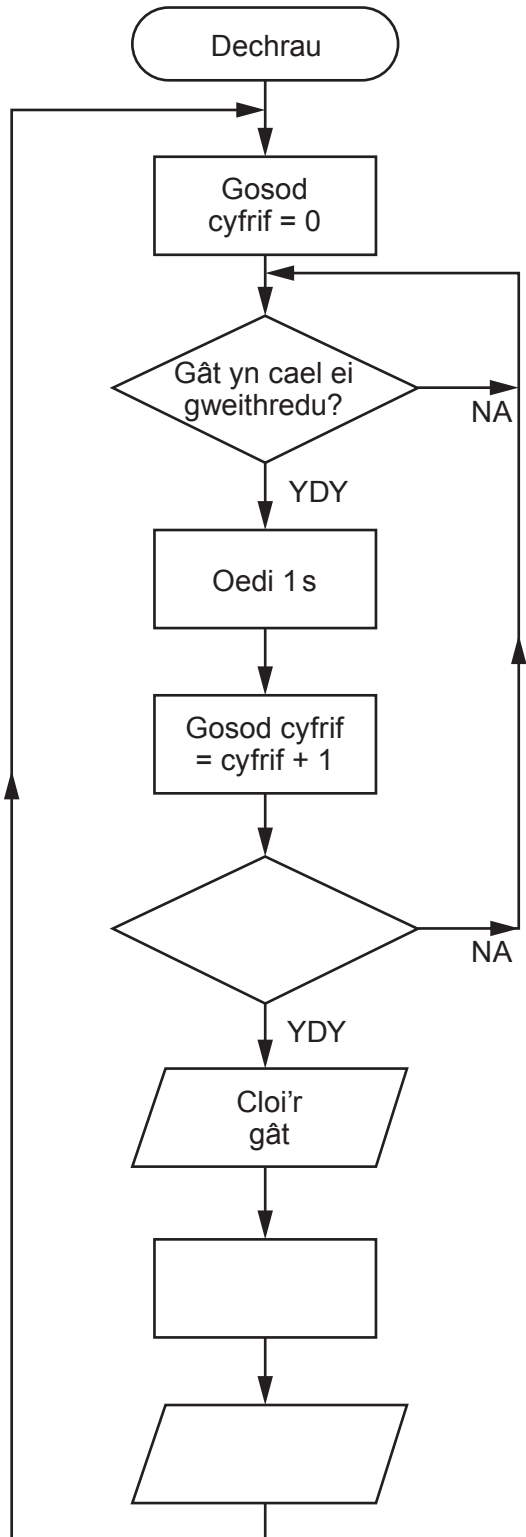 Dechrau
Gosod
cyfrif = 0
Gât yn cael ei
gweithredu?
NA
YDY
Oedi 1 s
Gosod cyfrif
= cyfrif + 1
NA
YDY
Cloi’r
gât